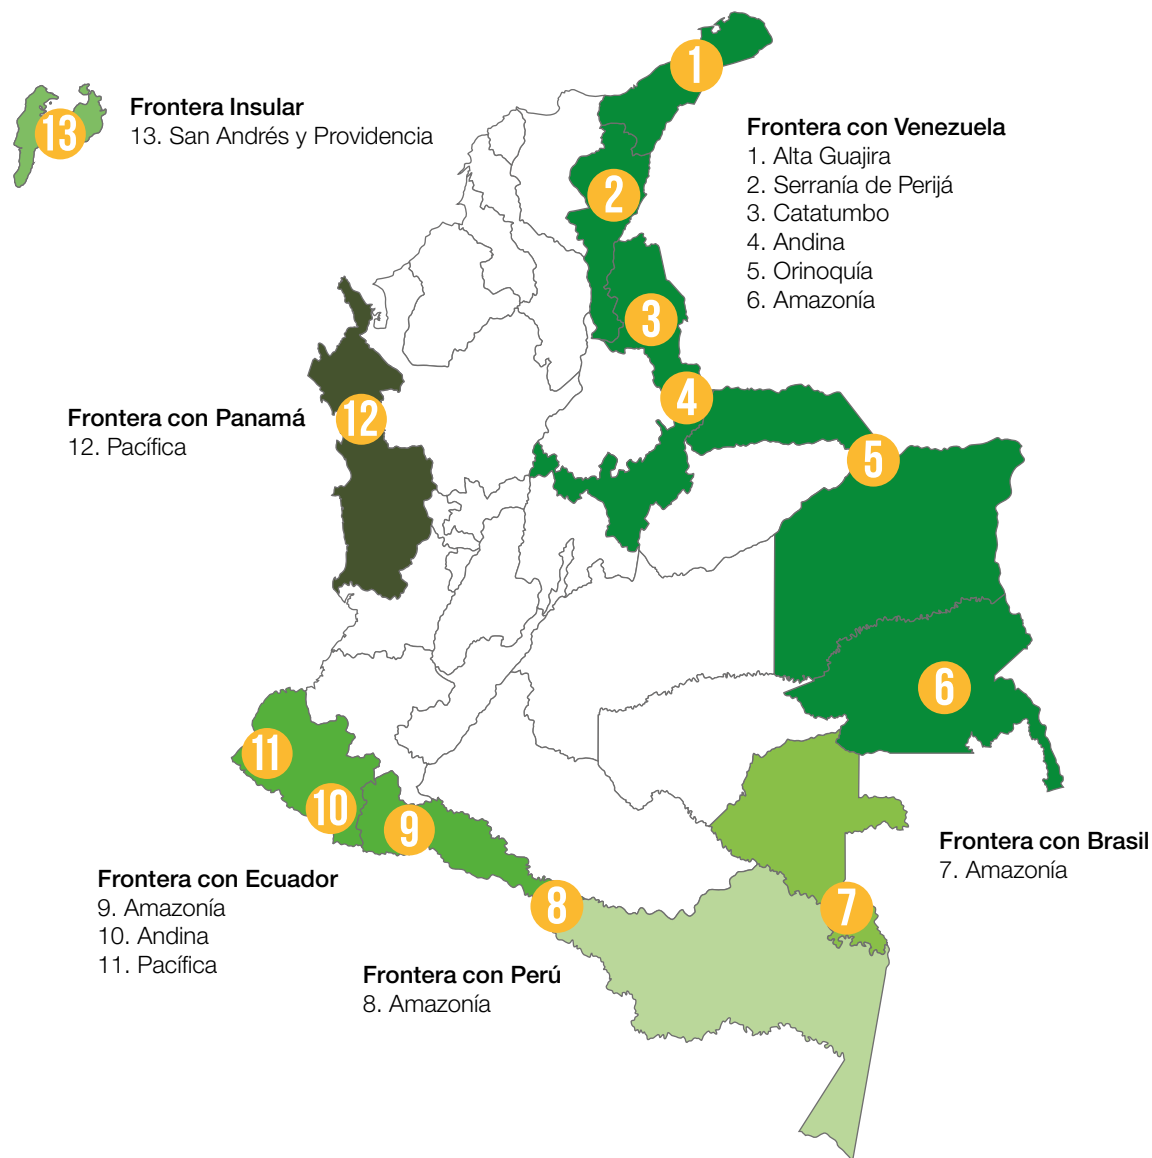 1
13
Frontera Insular
13. San Andrés y Providencia
Frontera con Venezuela
1. Alta Guajira
2. Serranía de Perijá
3. Catatumbo
4. Andina
5. Orinoquía
6. Amazonía
2
3
4
12
Frontera con Panamá
12. Pacífica
5
6
11
10
9
Frontera con Brasil
7. Amazonía
8
7
Frontera con Ecuador
9. Amazonía
10. Andina
11. Pacífica
Frontera con Perú
8. Amazonía